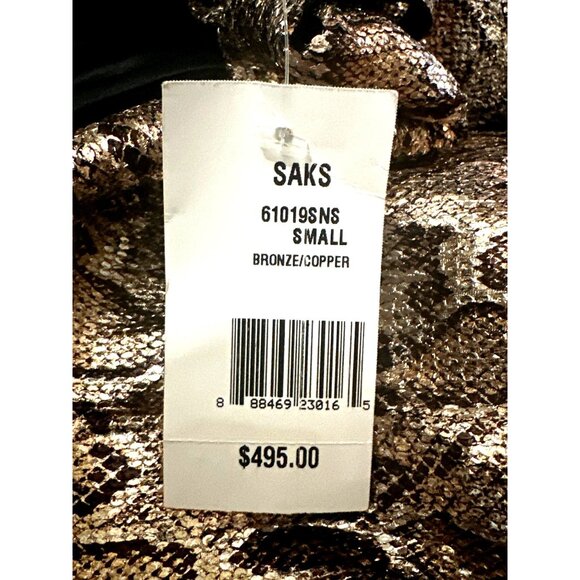 SAKS
61019SNS
SMALL
BRONZE/COPPER
8 88469 23016 5
$495.00